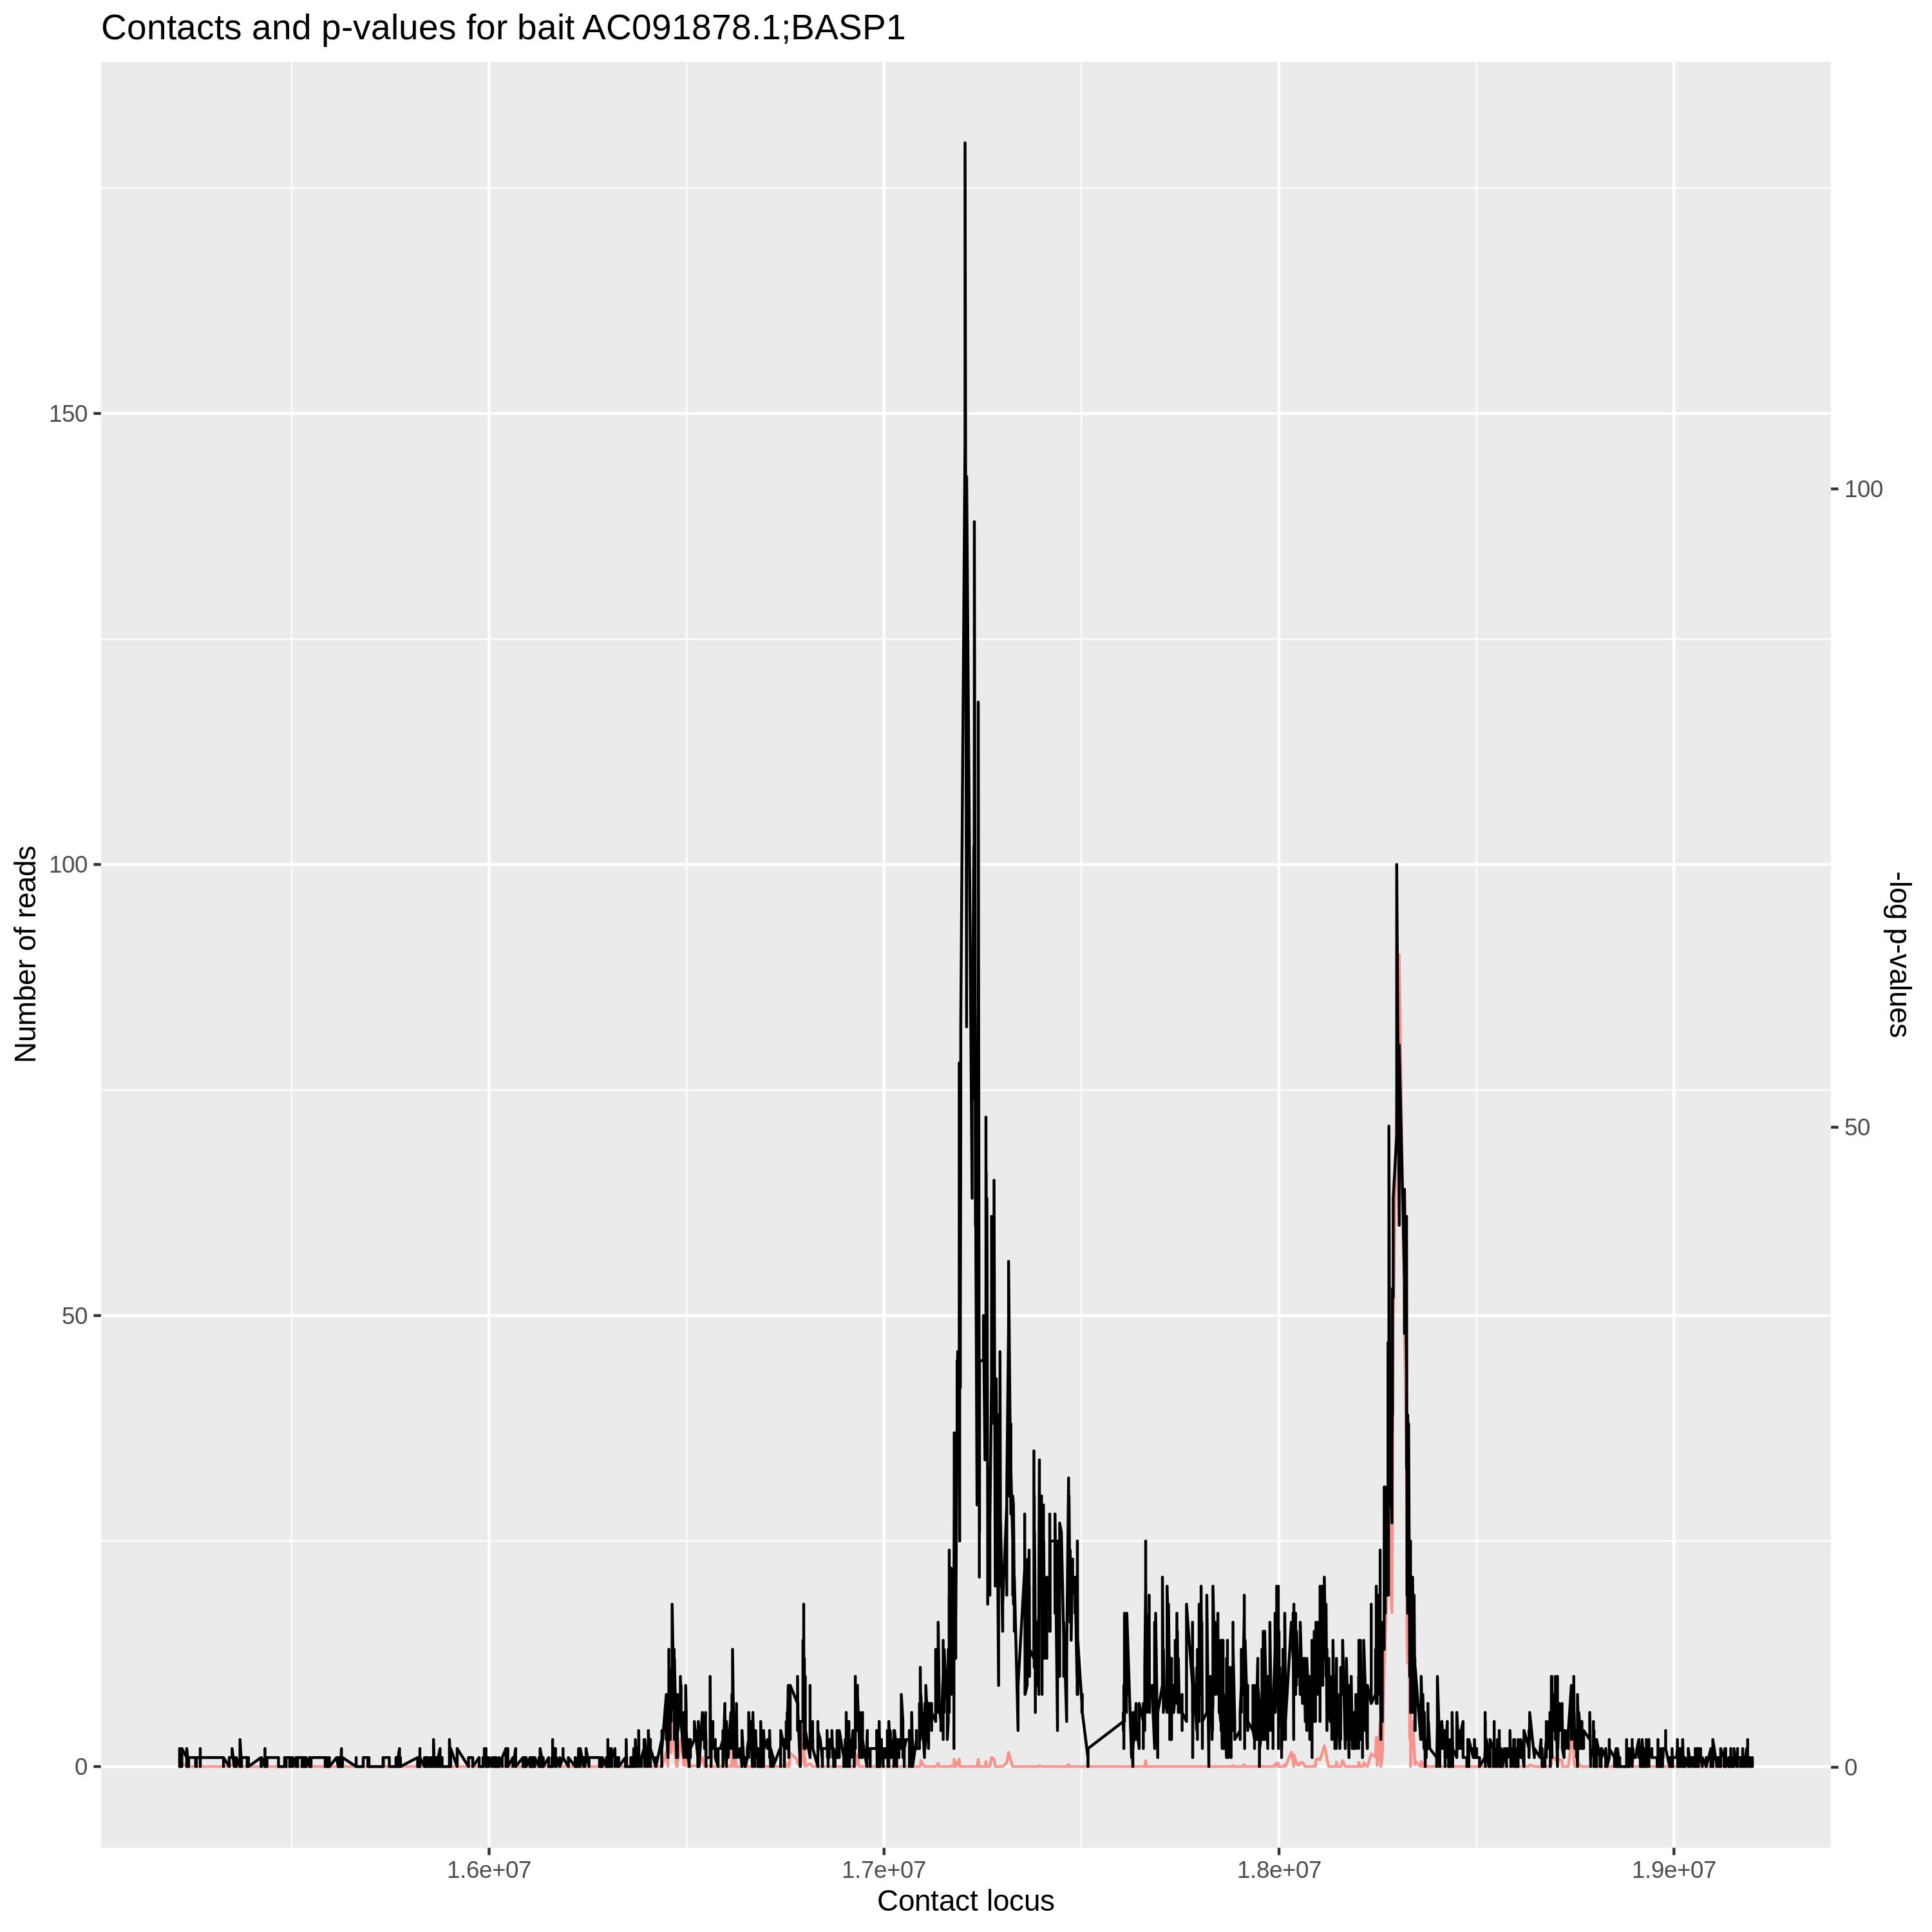 Contacts and p-values for bait AC091878.1;BASP1
150
100
50
0
Number of reads
100
50
0
-log p-values
1.6e+07
1.7e+07
1.8e+07
1.9e+07
Contact locus